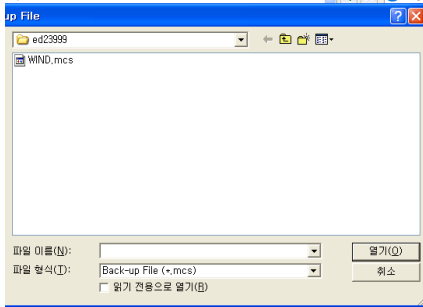 up File
ed23999
WIND.mcs
파일 이름(N):
열기(O)
파일 형식(T):
Back-up File (*.mcs)
취소
읽기 전용으로 열기(R)